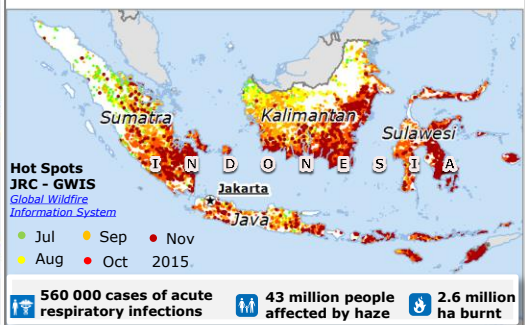 Sumatra
Kalimantan
Sulawesi
I N D O N E S I A
Hot Spots
JRC - GWIS
Global Wildfire
Information System
Jakarta
Java
Jul Sep Nov
Aug Oct 2015
560 000 cases of acute
respiratory infections
43 million people
affected by haze
2.6 million
ha burnt